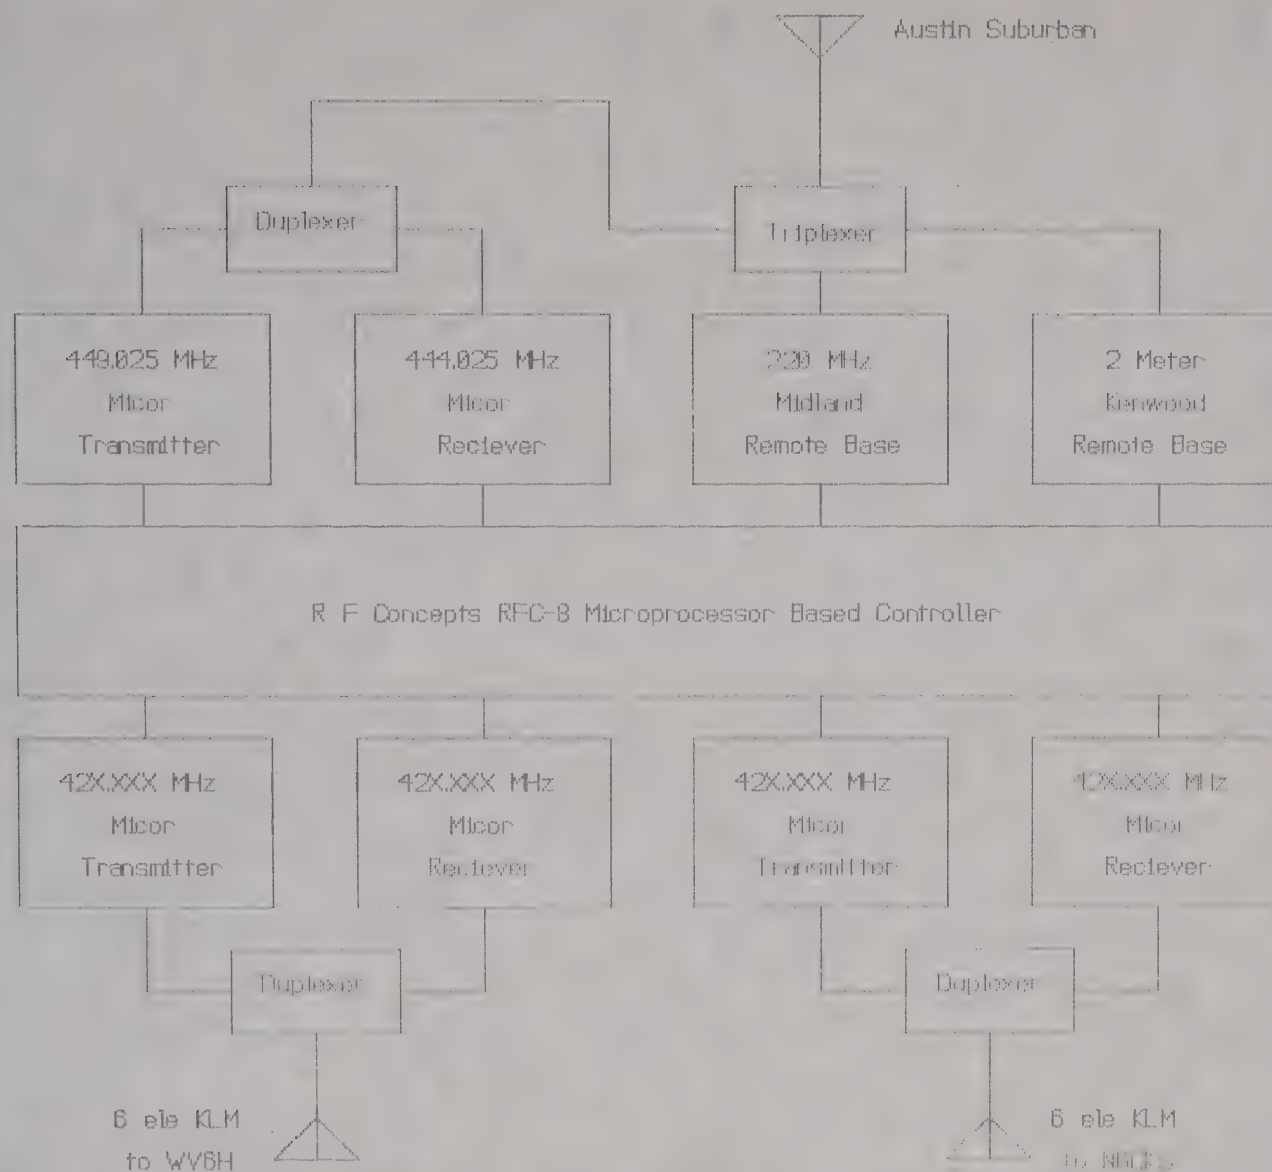 Austin Suburban
Duplexer
Triplexer
449.025 MHz
Micor
Transmitter
444.025 MHz
Micor
Reciever
220 MHz
Midland
Remote Base
2 Meter
Kenwood
Remote Base
R F Concepts RFC-8 Microprocessor Based Controller
42X.XXX MHz
Micor
Transmitter
42X.XXX MHz
Micor
Reciever
42X.XXX MHz
Micor
Transmitter
42X.XXX MHz
Micor
Reciever
Duplexer
Duplexer
6 ele KLM
to WV6H
6 ele KLM
to